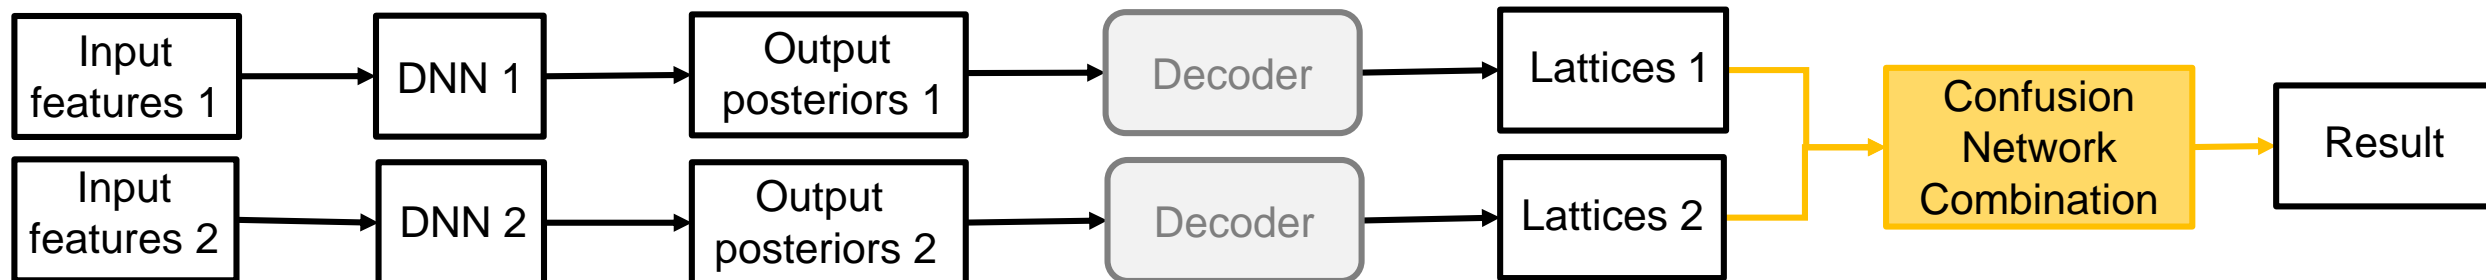 Input
features 1
DNN 1
Output
posteriors 1
Decoder
Lattices 1
Input
features 2
DNN 2
Output
posteriors 2
Decoder
Lattices 2
Confusion
Network
Combination
Result